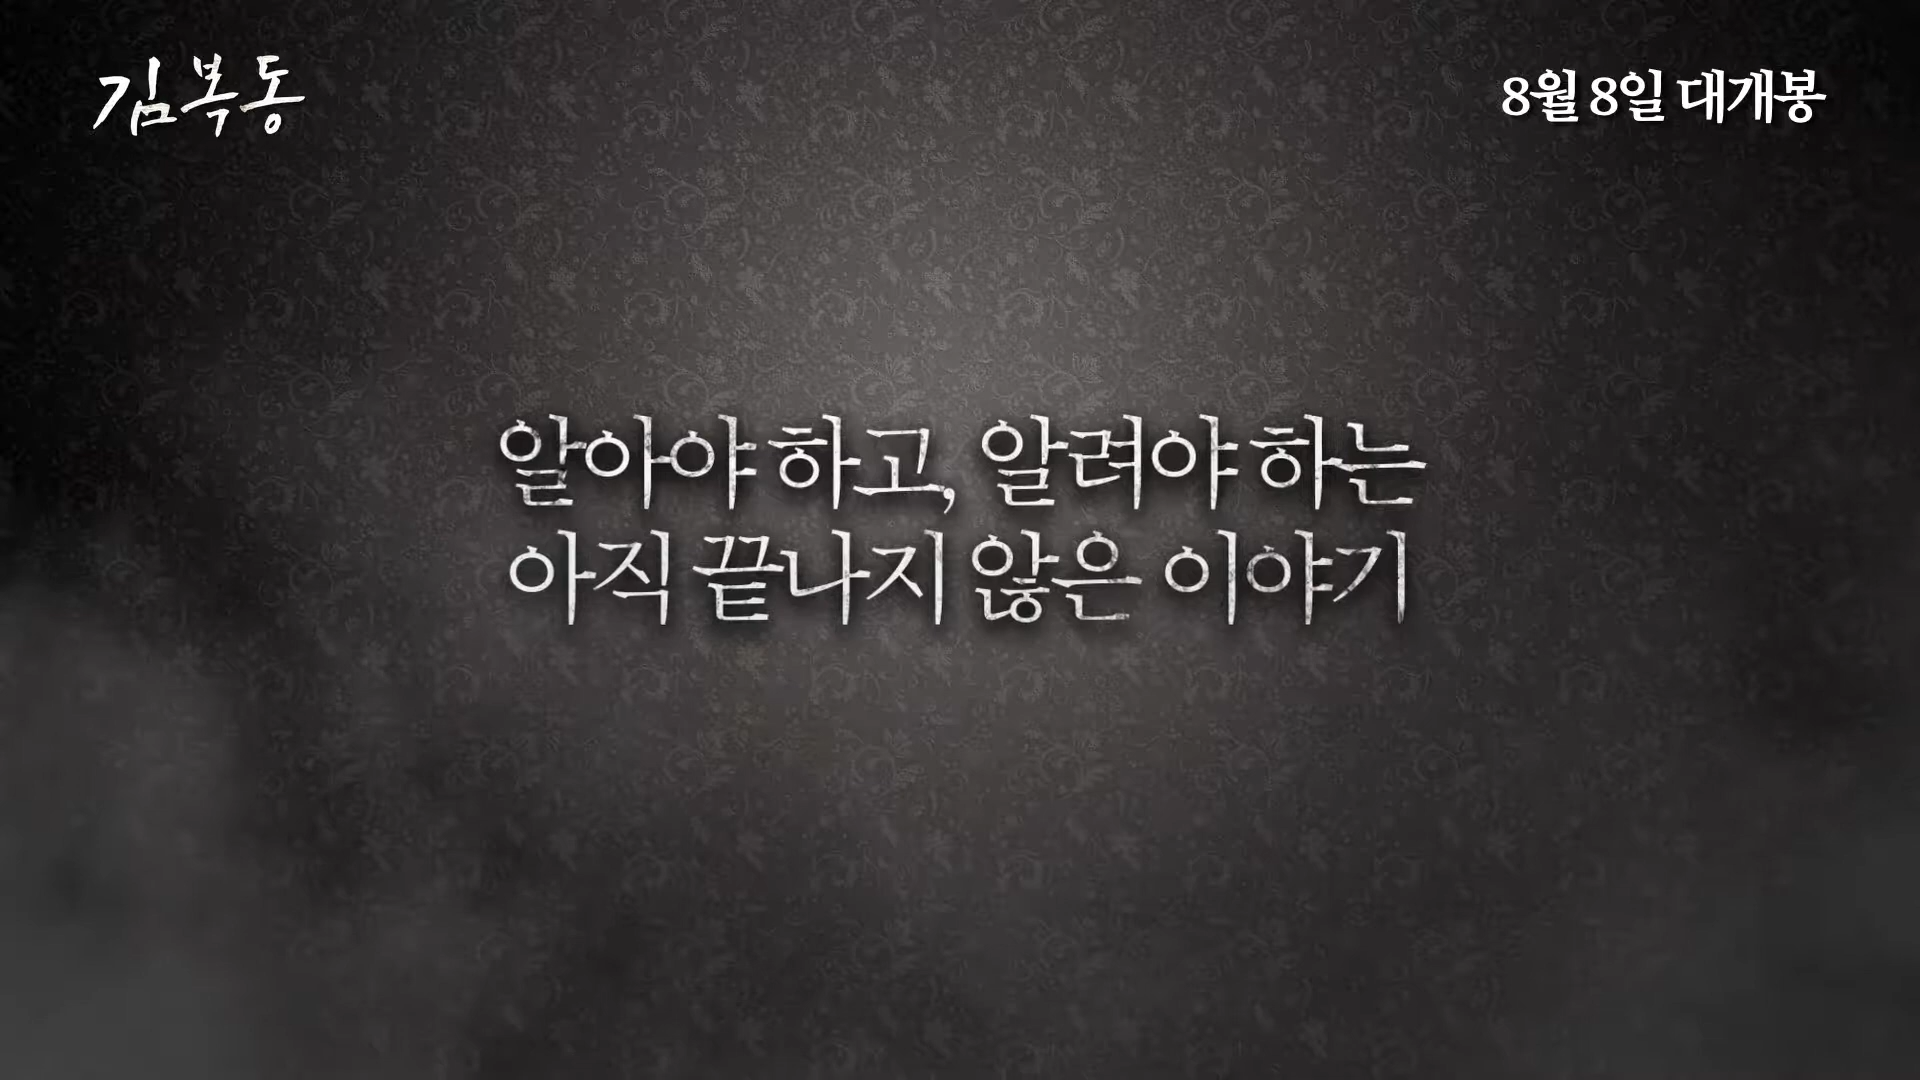 김복동
8월 8일 대개봉
알아야 하고, 알려야 하는
아직 끝나지 않은 이야기